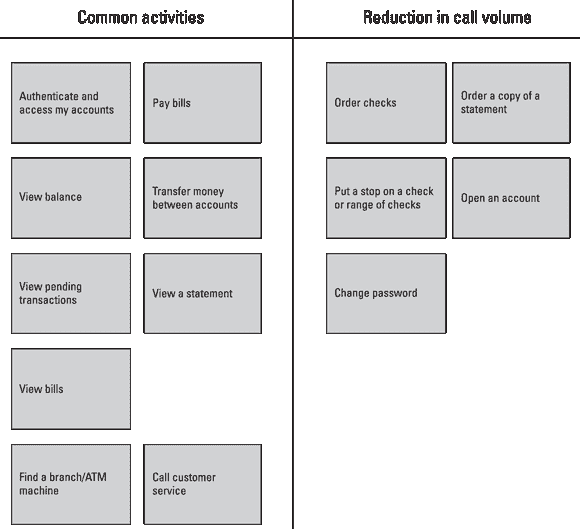 Common activities
Reduction in call volume
Authenticate and
access my accounts
Pay bills
Order checks
Order a copy of a
statement
View balance
Transfer money
between accounts
Put a stop on a check
or range of checks
Open an account
View pending
transactions
View a statement
Change password
View bills
Find a branch/ATM
machine
Call customer
service